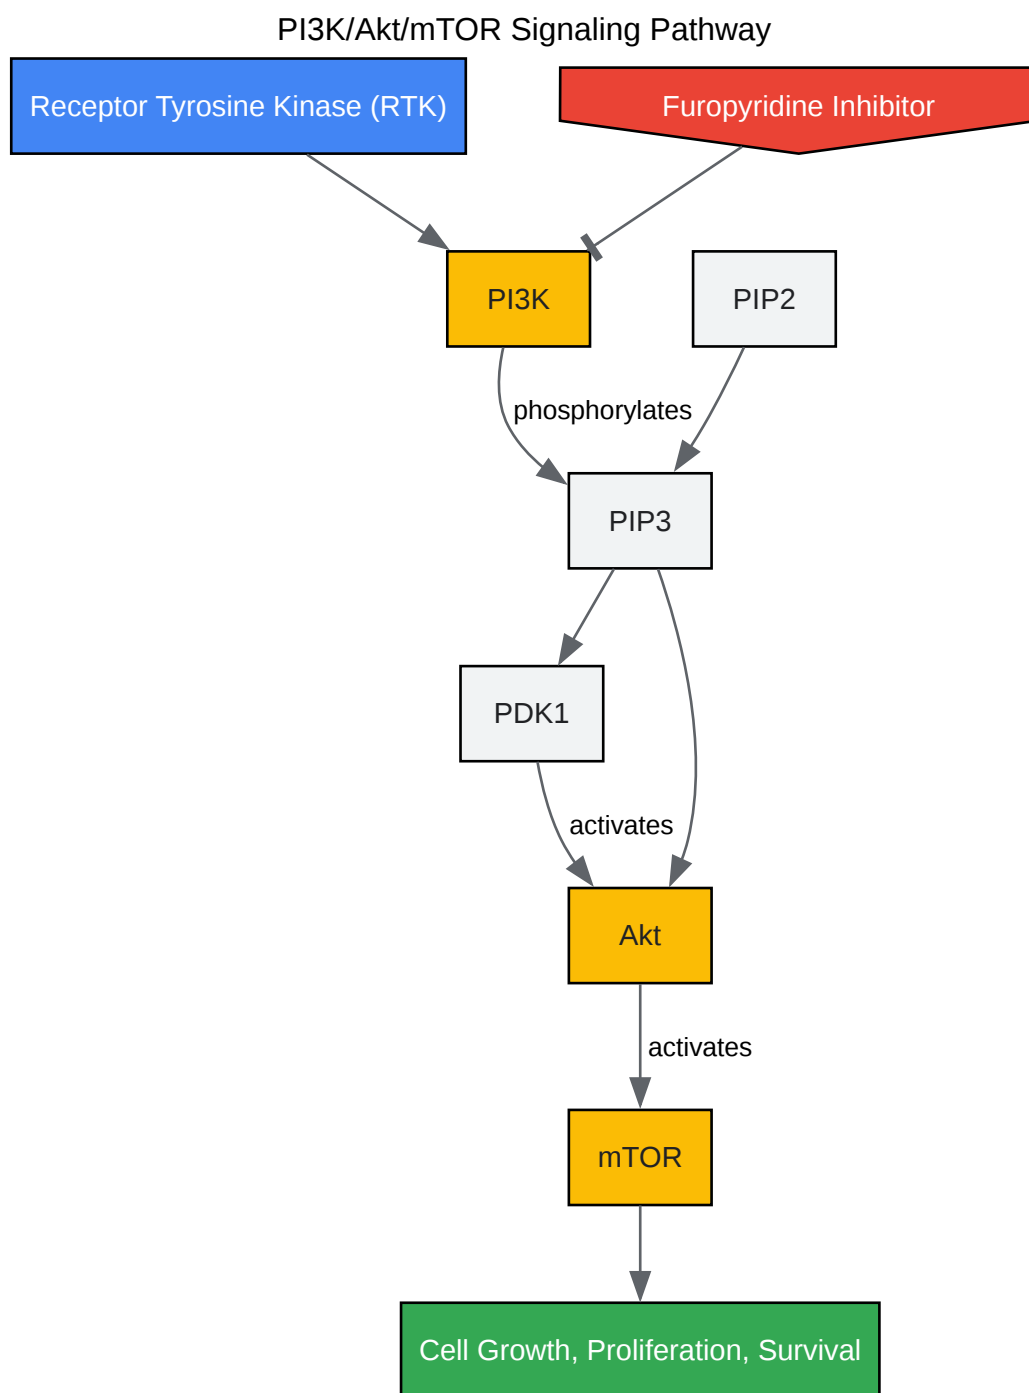 PI3K/Akt/mTOR Signaling Pathway
Receptor Tyrosine Kinase (RTK)
Furopyridine Inhibitor
PI3K
PIP2
phosphorylates
PIP3
PDK1
activates
Akt
activates
mTOR
Cell Growth, Proliferation, Survival